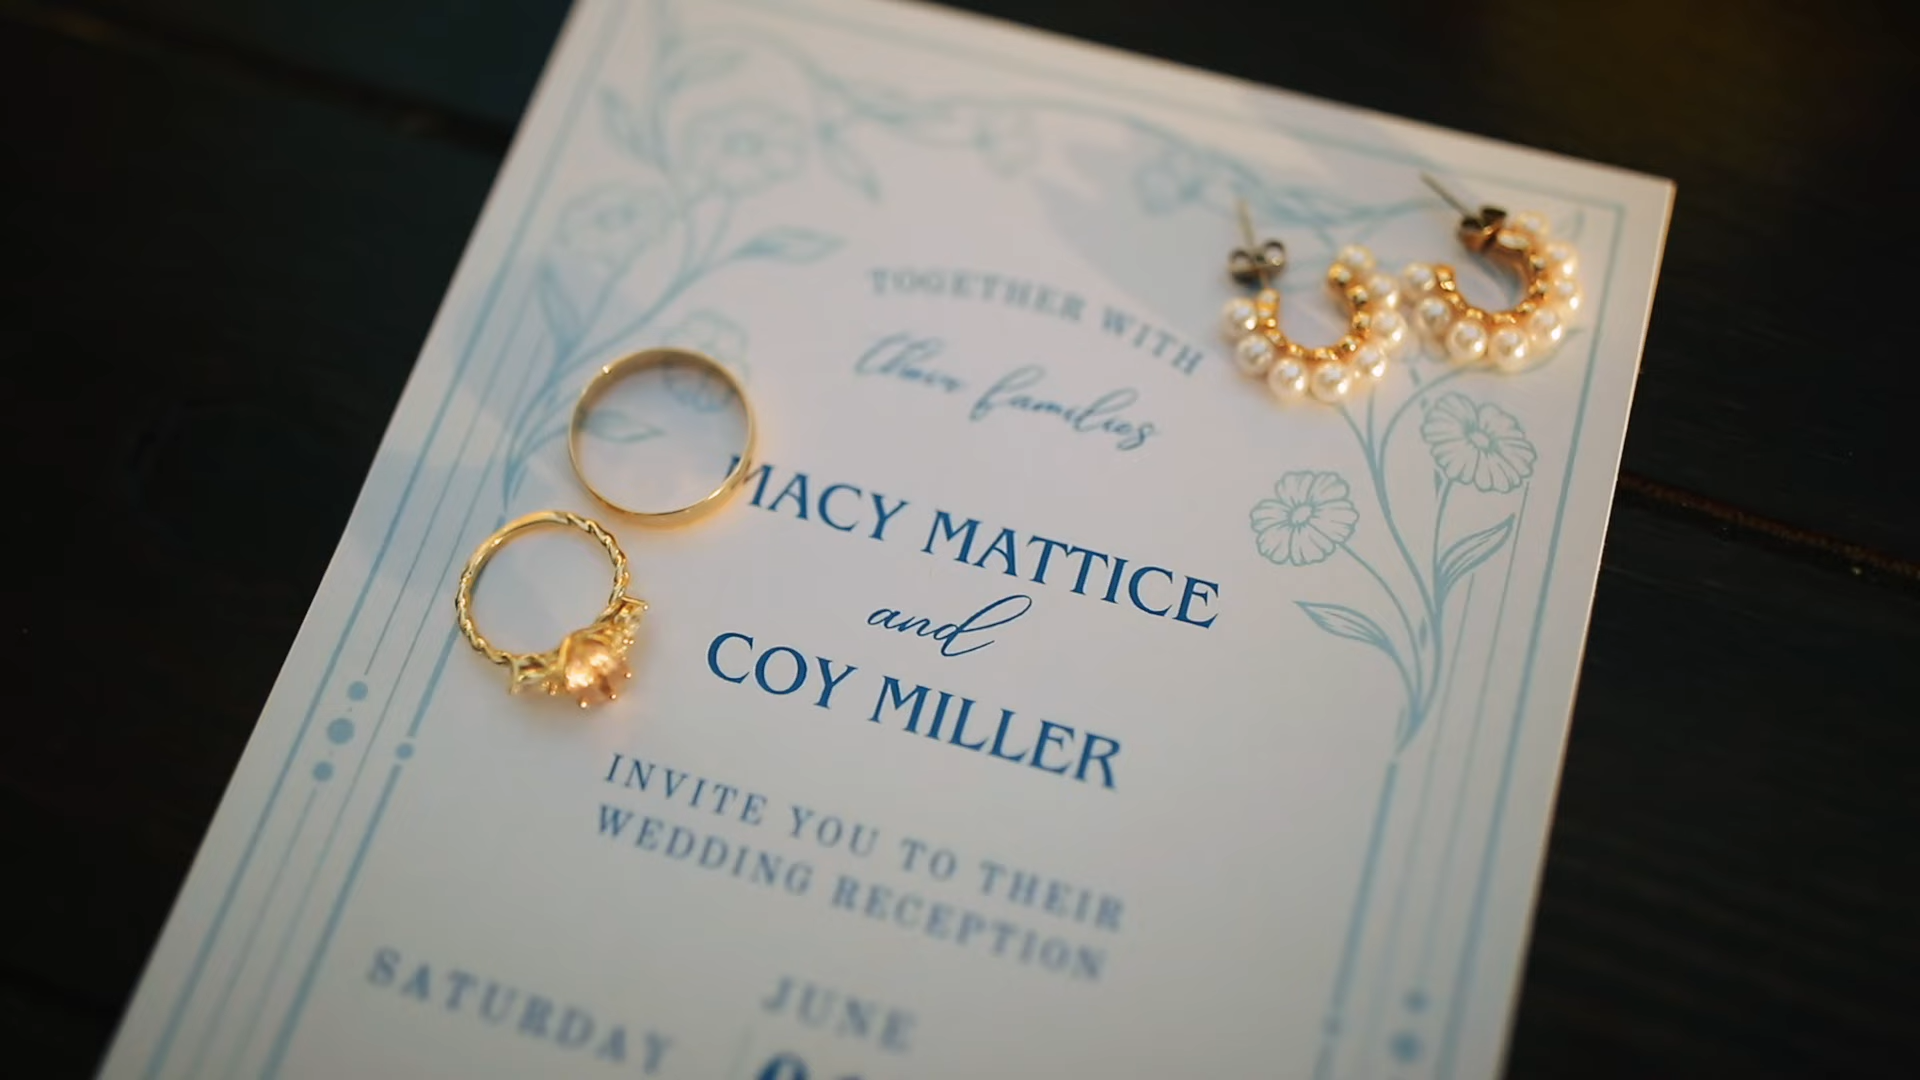 TOGETHER WITH
their families
MACY MATTICE
and
COY MILLER
INVITE YOU TO THEIR
WEDDING RECEPTION
SATURDAY
JUNE